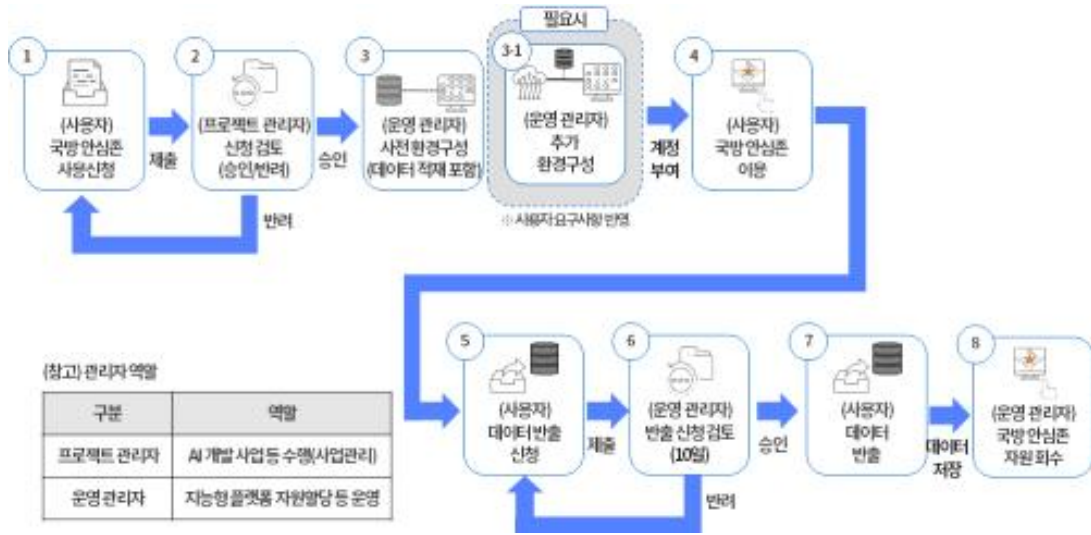 필요시
1
(사용자)
국방 안심존
사용신청
제출
2
(프로젝트 관리자)
신청 검토
(승인/반려)
승인
반려
3
(운영 관리자)
사전 환경구성
(데이터 적재 포함)
3-1
(운영 관리자)
추가
환경구성
※ 사용자 요구사항 반영
계정
부여
4
(사용자)
국방 안심존
이용
5
(사용자)
데이터 반출
신청
제출
6
(운영 관리자)
반출 신청 검토
(10일)
승인
반려
7
(사용자)
데이터
반출
데이터
저장
8
(운영 관리자)
국방 안심존
자원 회수
(참고) 관리자 역할
구분 역할
프로젝트 관리자 AI 개발 사업 등 수행(사업관리)
운영 관리자 지능형 플랫폼 자원할당 등 운영